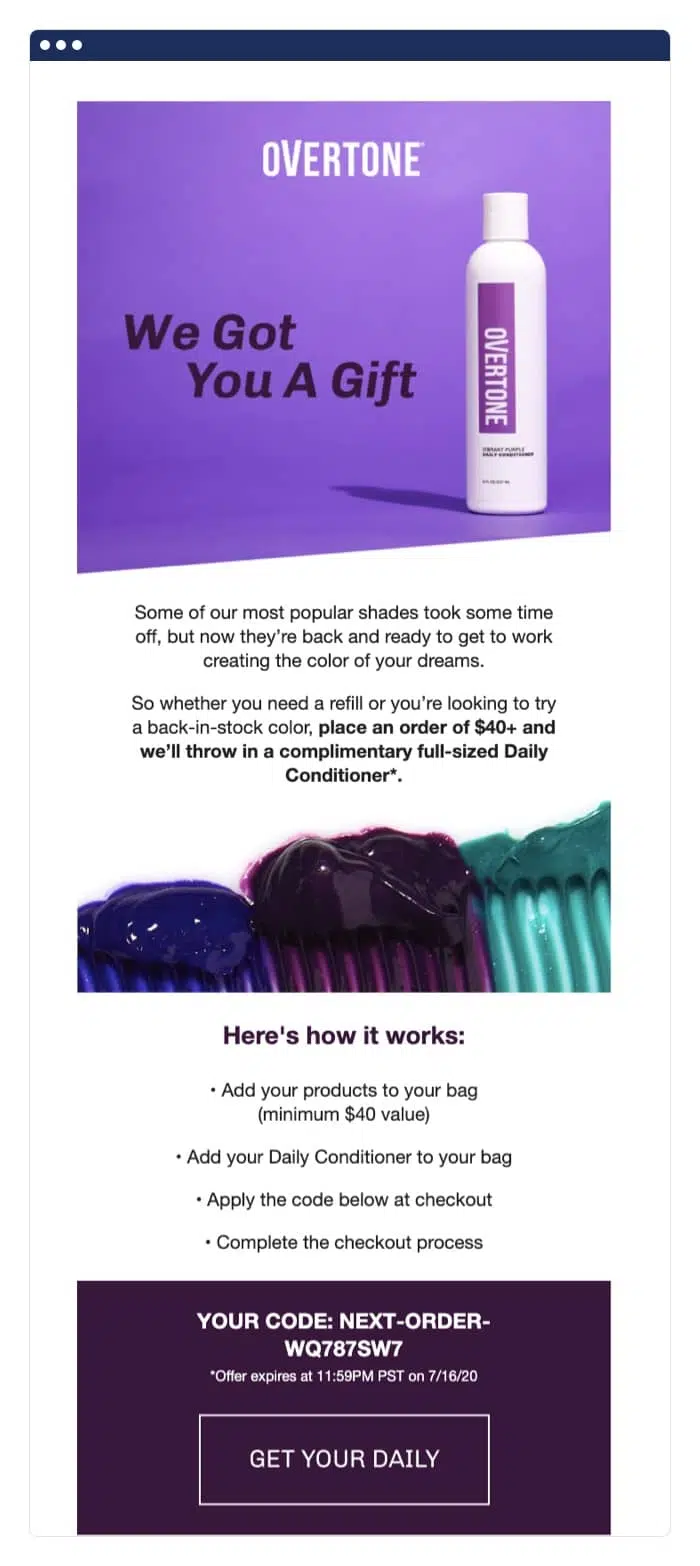 OVERTONE
We Got
You A Gift
OVERTONE
VIBRANT PURPLE
DAILY CONDITIONER
Some of our most popular shades took some time
off, but now they’re back and ready to get to work
creating the color of your dreams.
So whether you need a refill or you’re looking to try
a back-in-stock color, place an order of $40+ and
we’ll throw in a complimentary full-sized Daily
Conditioner*.
Here's how it works:
• Add your products to your bag
(minimum $40 value)
• Add your Daily Conditioner to your bag
• Apply the code below at checkout
• Complete the checkout process
YOUR CODE: NEXT-ORDER-
WQ787SW7
*Offer expires at 11:59PM PST on 7/16/20
GET YOUR DAILY